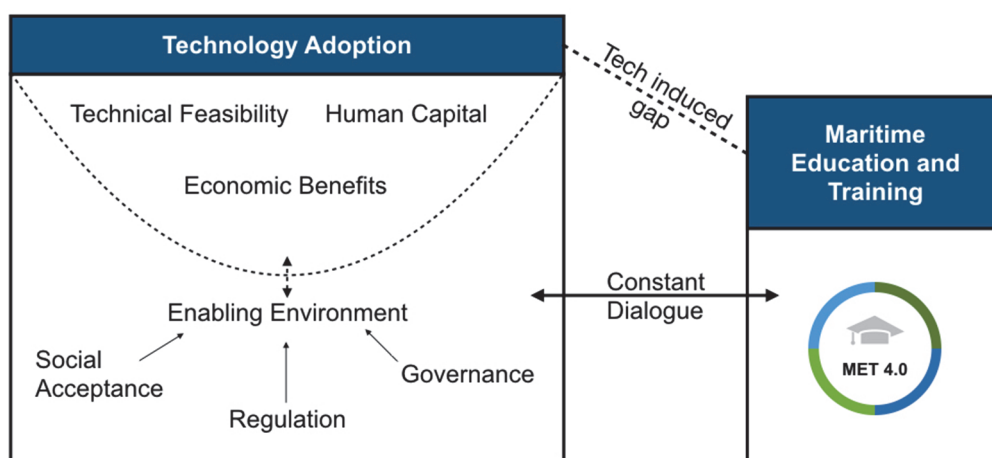 Technology Adoption
Technical Feasibility
Human Capital
Economic Benefits
Enabling Environment
Social
Acceptance
Regulation
Governance
Tech induced
gap
Constant
Dialogue
Maritime
Education and
Training
MET 4.0